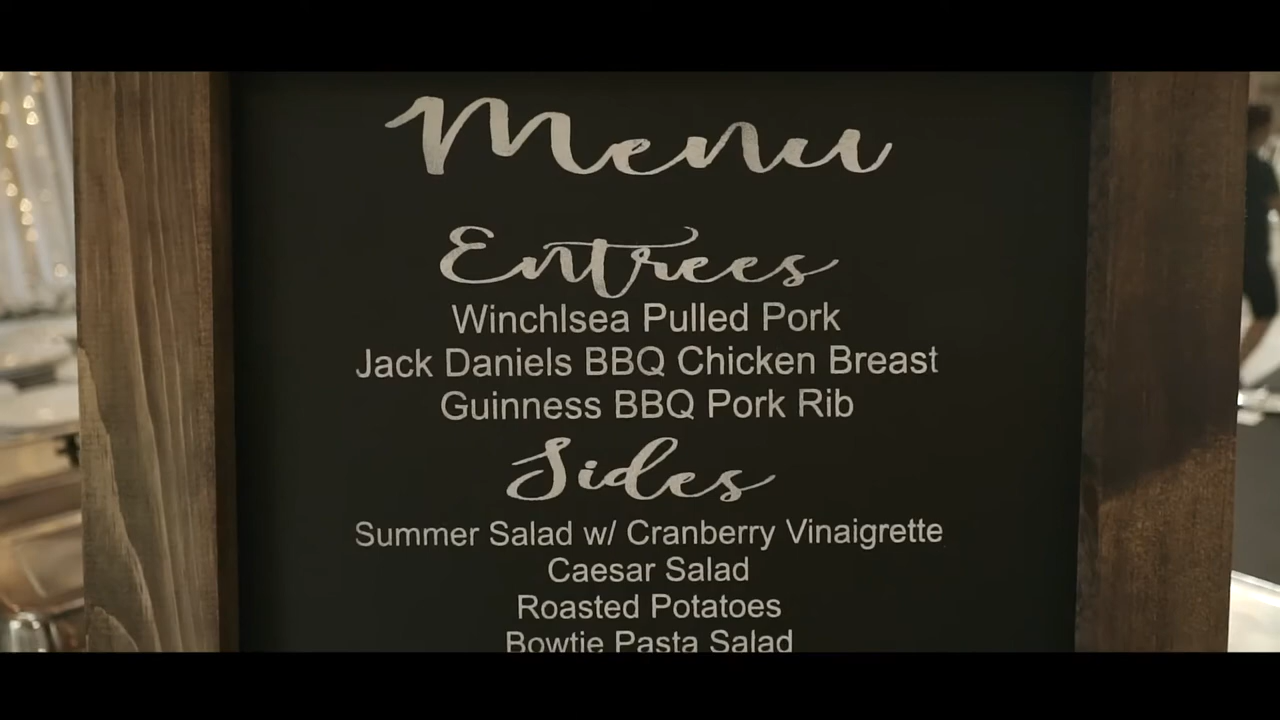 Menu
Entrees
Winchlsea Pulled Pork
Jack Daniels BBQ Chicken Breast
Guinness BBQ Pork Rib
Sides
Summer Salad w/ Cranberry Vinaigrette
Caesar Salad
Roasted Potatoes
Bowtie Pasta Salad